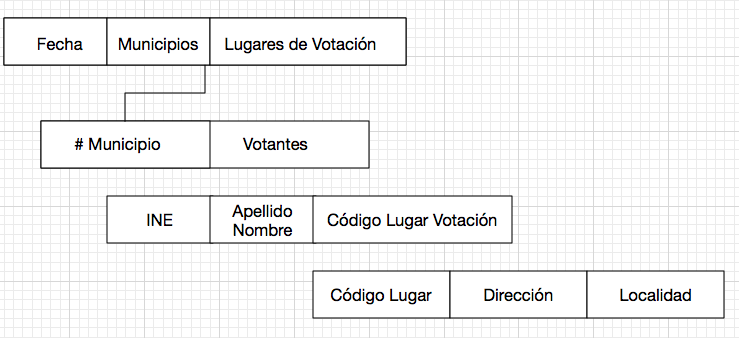 Fecha Municipios Lugares de Votación
# Municipio Votantes
INE Apellido Nombre Código Lugar Votación
Código Lugar Dirección Localidad